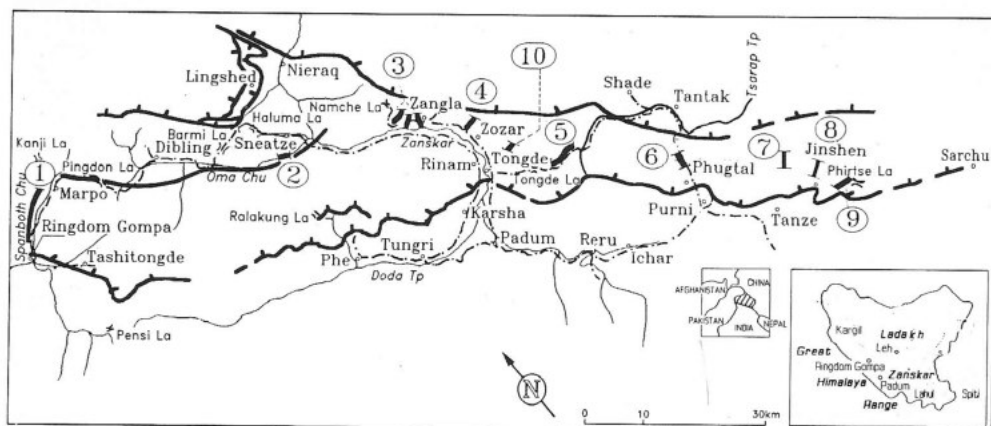 10
3
4
Lingshed
Nieraq
Shade
Tsarap Tp
Namche La
Zangla
Tantak
Haluma La
Barmi La
Zozar
5
8
Kanji La
Dibling
Sneatze
Zanskar
Tongde
6
7
Jinshen
Pingdon La
Rinam
Phugtal
Phirtse La
Sarchu
1
Oma Chu
2
Tongde La
Marpo
Spanboth Chu
Ralakung La
Karsha
Purni
Tanze
9
Ringdom Gompa
Tungri
Padum
Reru
Tashitongde
Phe
Doda Tp
Ichar
Pensi La
AFGHANISTAN
CHINA
PAKISTAN
INDIA
NEPAL
Kargil
Ladakh
Leh
Great
Ringdom Gompa
Zanskar
Himalaya
Padum
Lahul
Spiti
Range
N
0 10 30km